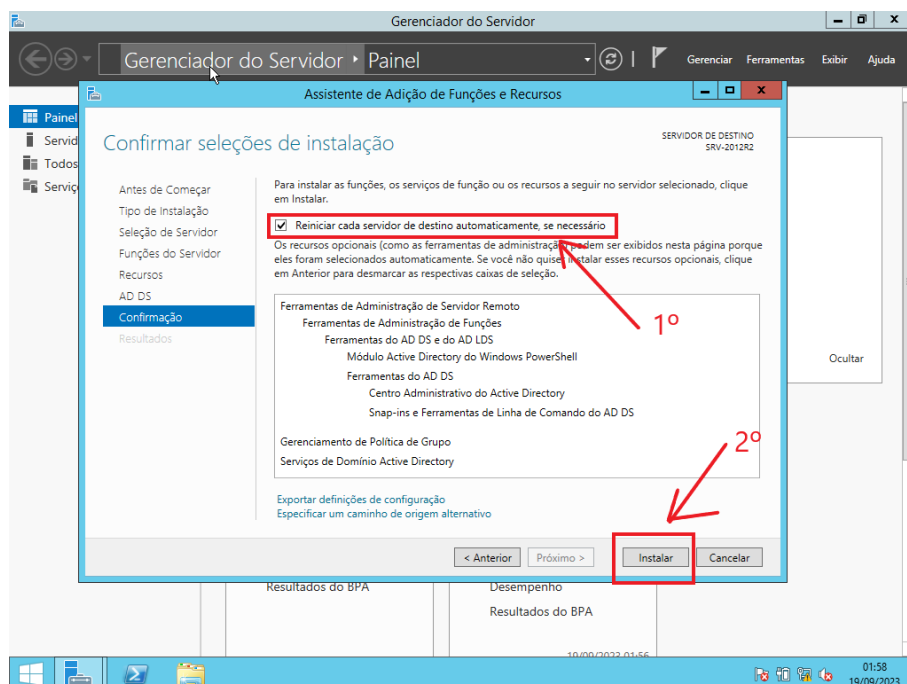 Gerenciador do Servidor
Gerenciador do Servidor
Painel
Gerenciar
Ferramentas
Exibir
Ajuda
Assistente de Adição de Funções e Recursos
Painel
Servid
Todos
Serviç
Confirmar seleções de instalação
SERVIDOR DE DESTINO
SRV-2012R2
Antes de Começar
Tipo de Instalação
Seleção de Servidor
Funções do Servidor
Recursos
AD DS
Confirmação
Resultados
Para instalar as funções, os serviços de função ou os recursos a seguir no servidor selecionado, clique
em Instalar.
Reiniciar cada servidor de destino automaticamente, se necessário
Os recursos opcionais (como as ferramentas de administração) podem ser exibidos nesta página porque
eles foram selecionados automaticamente. Se você não quiser instalar esses recursos opcionais, clique
em Anterior para desmarcar as respectivas caixas de seleção.
Ferramentas de Administração de Servidor Remoto
Ferramentas de Administração de Funções
Ferramentas do AD DS e do AD LDS
Módulo Active Directory do Windows PowerShell
Ferramentas do AD DS
Centro Administrativo do Active Directory
Snap-ins e Ferramentas de Linha de Comando do AD DS
Gerenciamento de Política de Grupo
Serviços de Domínio Active Directory
1º
2º
Ocultar
Exportar definições de configuração
Especificar um caminho de origem alternativo
< Anterior
Próximo >
Instalar
Cancelar
Resultados do BPA
Desempenho
Resultados do BPA
19/09/2023 01:56
01:58
19/09/2023